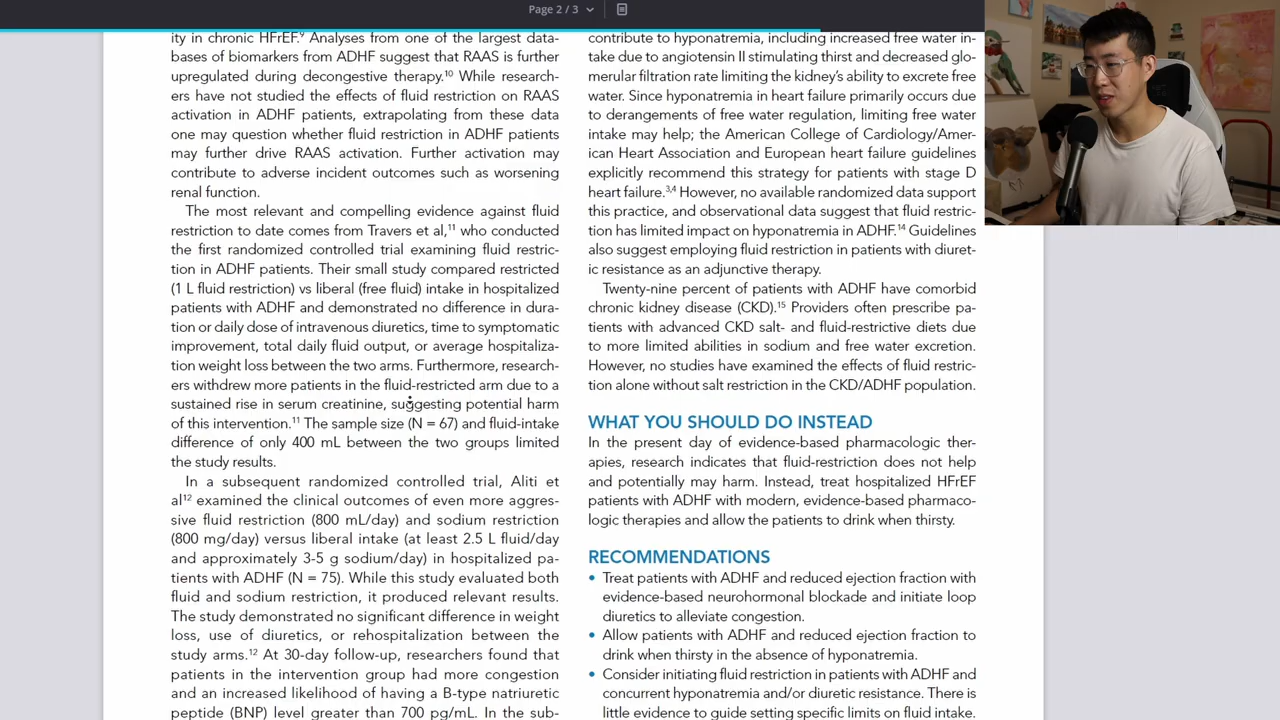 Page 2 / 3
ity in chronic HFrEF.⁹ Analyses from one of the largest data-
bases of biomarkers from ADHF suggest that RAAS is further
upregulated during decongestive therapy.¹⁰ While research-
ers have not studied the effects of fluid restriction on RAAS
activation in ADHF patients, extrapolating from these data
one may question whether fluid restriction in ADHF patients
may further drive RAAS activation. Further activation may
contribute to adverse incident outcomes such as worsening
renal function.
The most relevant and compelling evidence against fluid
restriction to date comes from Travers et al,¹¹ who conducted
the first randomized controlled trial examining fluid restric-
tion in ADHF patients. Their small study compared restricted
(1 L fluid restriction) vs liberal (free fluid) intake in hospitalized
patients with ADHF and demonstrated no difference in dura-
tion or daily dose of intravenous diuretics, time to symptomatic
improvement, total daily fluid output, or average hospitaliza-
tion weight loss between the two arms. Furthermore, research-
ers withdrew more patients in the fluid-restricted arm due to a
sustained rise in serum creatinine, suggesting potential harm
of this intervention.¹¹ The sample size (N = 67) and fluid-intake
difference of only 400 mL between the two groups limited
the study results.
In a subsequent randomized controlled trial, Aliti et
al¹² examined the clinical outcomes of even more aggres-
sive fluid restriction (800 mL/day) and sodium restriction
(800 mg/day) versus liberal intake (at least 2.5 L fluid/day
and approximately 3-5 g sodium/day) in hospitalized pa-
tients with ADHF (N = 75). While this study evaluated both
fluid and sodium restriction, it produced relevant results.
The study demonstrated no significant difference in weight
loss, use of diuretics, or rehospitalization between the
study arms.¹² At 30-day follow-up, researchers found that
patients in the intervention group had more congestion
and an increased likelihood of having a B-type natriuretic
peptide (BNP) level greater than 700 pg/mL. In the sub-
contribute to hyponatremia, including increased free water in-
take due to angiotensin II stimulating thirst and decreased glo-
merular filtration rate limiting the kidney's ability to excrete free
water. Since hyponatremia in heart failure primarily occurs due
to derangements of free water regulation, limiting free water
intake may help; the American College of Cardiology/Amer-
ican Heart Association and European heart failure guidelines
explicitly recommend this strategy for patients with stage D
heart failure.³,⁴ However, no available randomized data support
this practice, and observational data suggest that fluid restric-
tion has limited impact on hyponatremia in ADHF.¹⁴ Guidelines
also suggest employing fluid restriction in patients with diuret-
ic resistance as an adjunctive therapy.
Twenty-nine percent of patients with ADHF have comorbid
chronic kidney disease (CKD).¹⁵ Providers often prescribe pa-
tients with advanced CKD salt- and fluid-restrictive diets due
to more limited abilities in sodium and free water excretion.
However, no studies have examined the effects of fluid restric-
tion alone without salt restriction in the CKD/ADHF population.
WHAT YOU SHOULD DO INSTEAD
In the present day of evidence-based pharmacologic ther-
apies, research indicates that fluid-restriction does not help
and potentially may harm. Instead, treat hospitalized HFrEF
patients with ADHF with modern, evidence-based pharmaco-
logic therapies and allow the patients to drink when thirsty.
RECOMMENDATIONS
• Treat patients with ADHF and reduced ejection fraction with
evidence-based neurohormonal blockade and initiate loop
diuretics to alleviate congestion.
• Allow patients with ADHF and reduced ejection fraction to
drink when thirsty in the absence of hyponatremia.
• Consider initiating fluid restriction in patients with ADHF and
concurrent hyponatremia and/or diuretic resistance. There is
little evidence to guide setting specific limits on fluid intake.